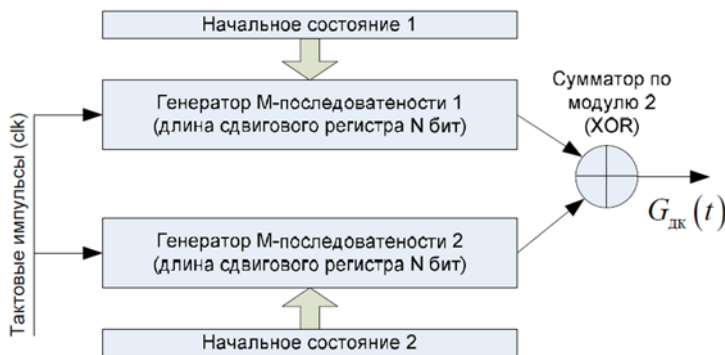 Начальное состояние 1
Генератор М-последовательности 1
(длина сдвигового регистра N бит)
Сумматор по
модулю 2
(XOR)
Тактовые импульсы (clk)
G_дк (t)
Генератор М-последовательности 2
(длина сдвигового регистра N бит)
Начальное состояние 2